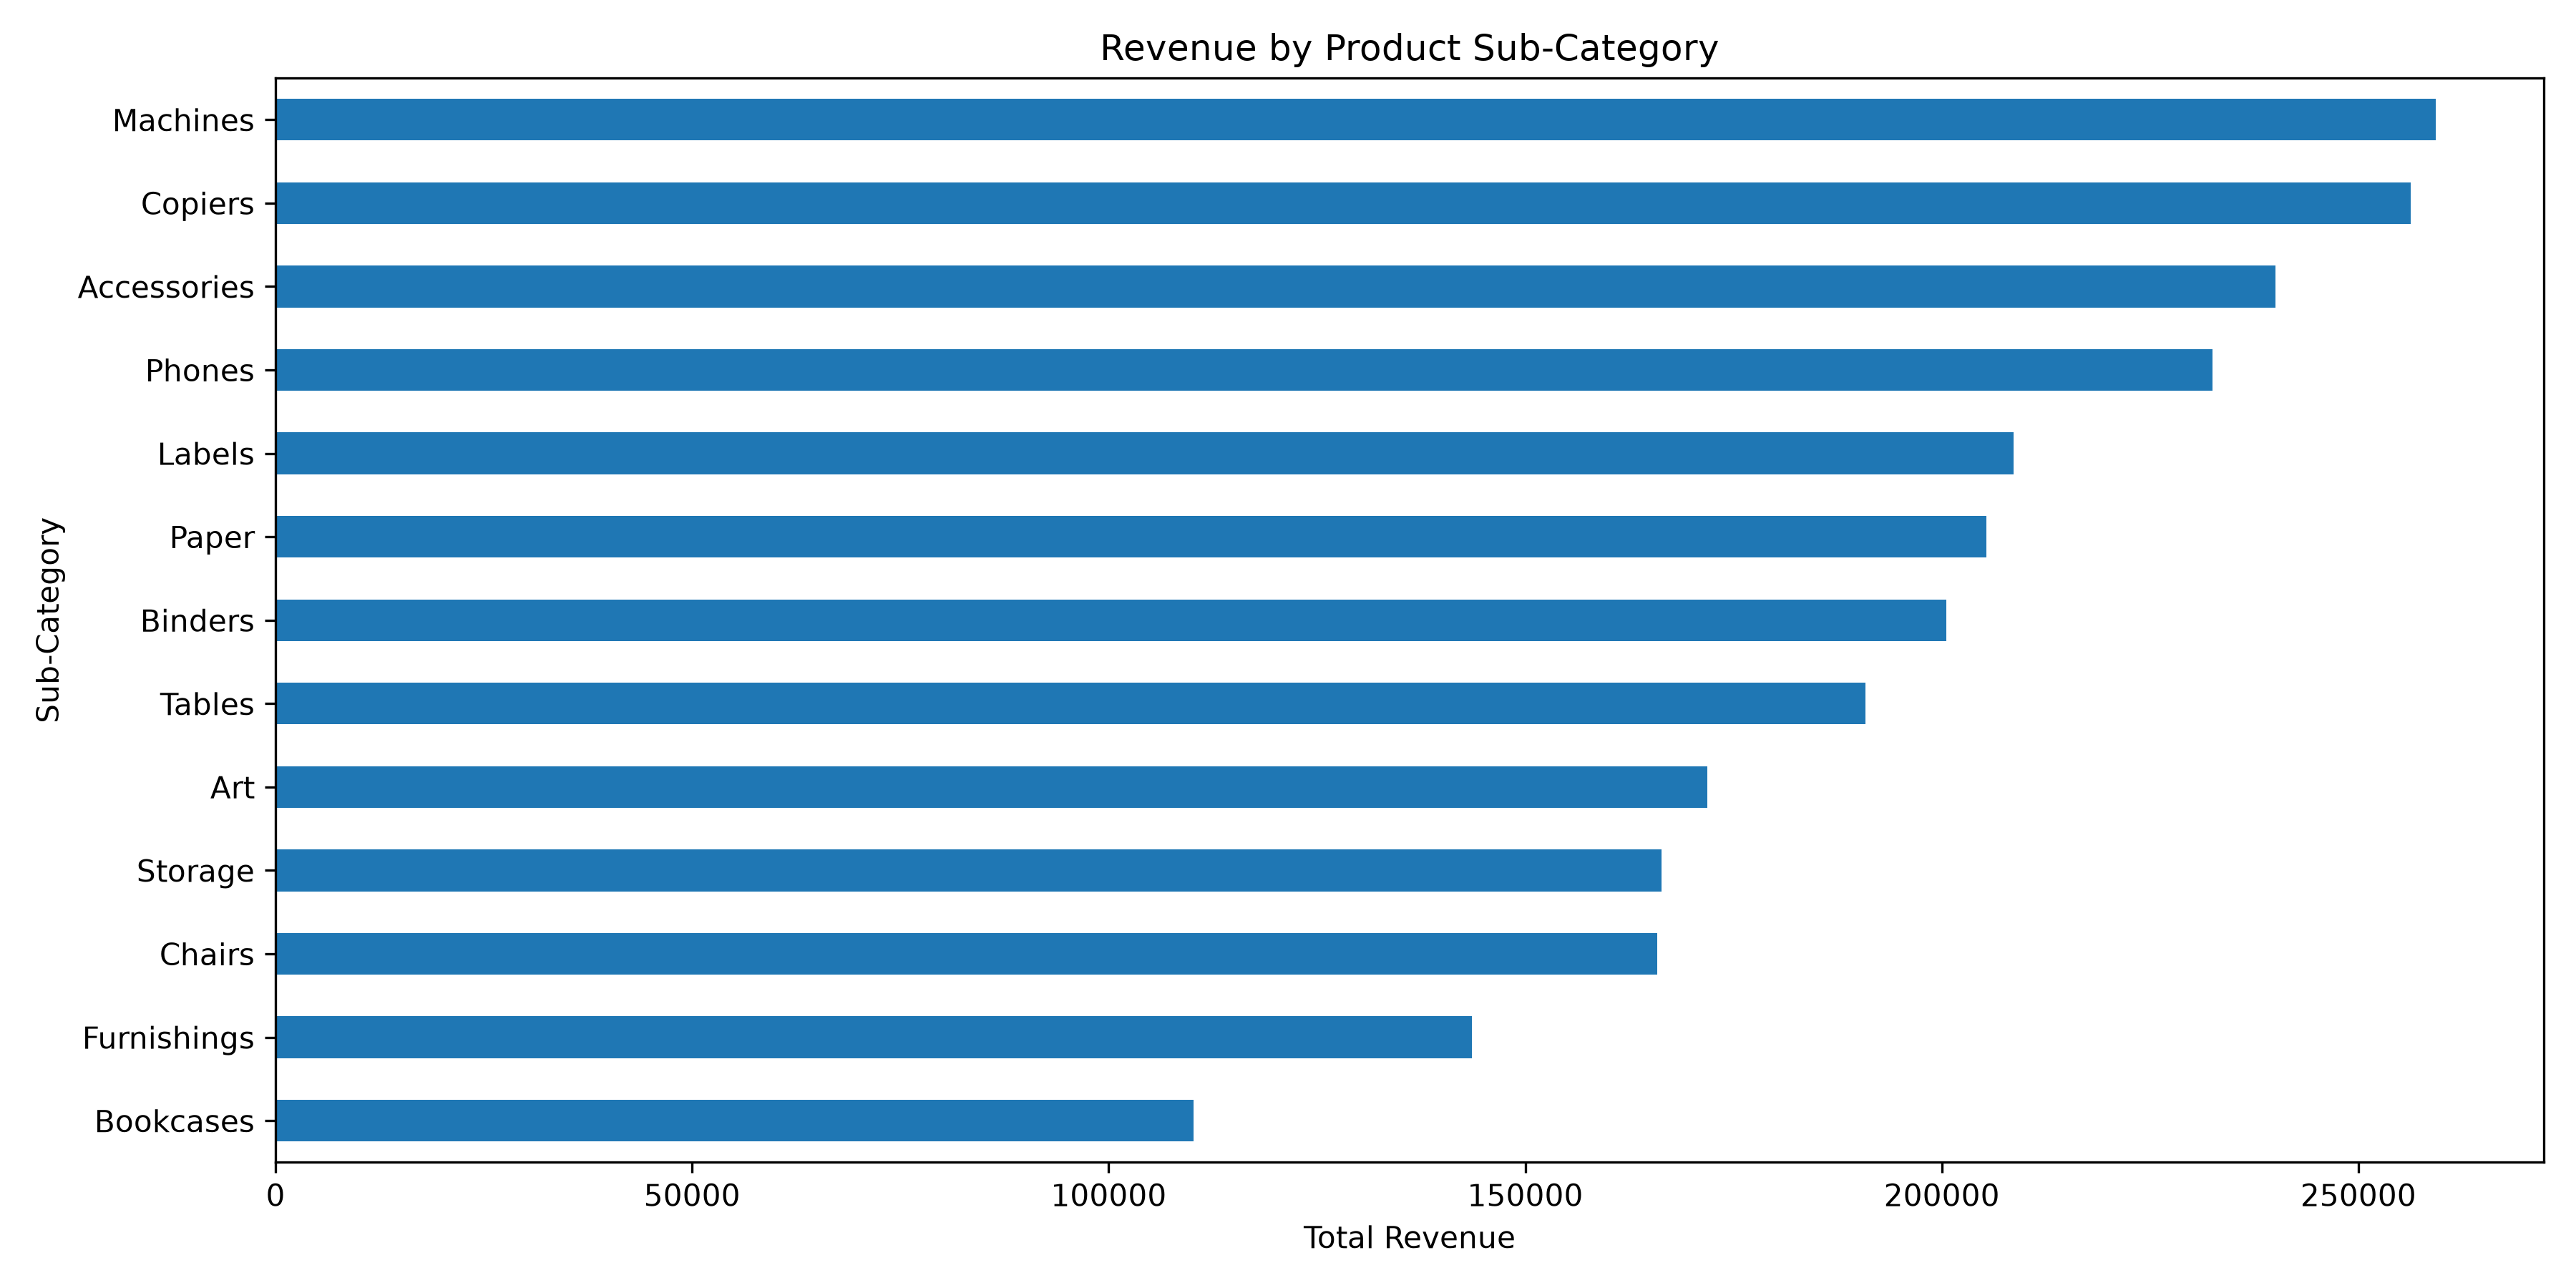 Revenue by Product Sub-Category
Sub-Category
Machines
Copiers
Accessories
Phones
Labels
Paper
Binders
Tables
Art
Storage
Chairs
Furnishings
Bookcases
0 50000 100000 150000 200000 250000
Total Revenue